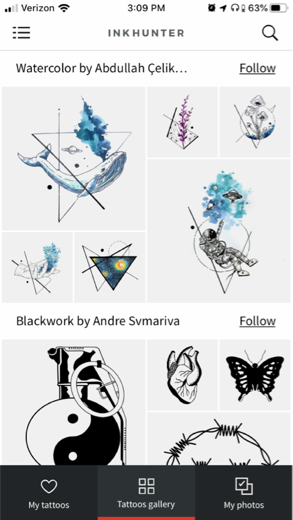 Verizon 3:09 PM 63%
INKHUNTER
Watercolor by Abdullah Çelik... Follow
Blackwork by Andre Svmariva Follow
My tattoos Tattoos gallery My photos